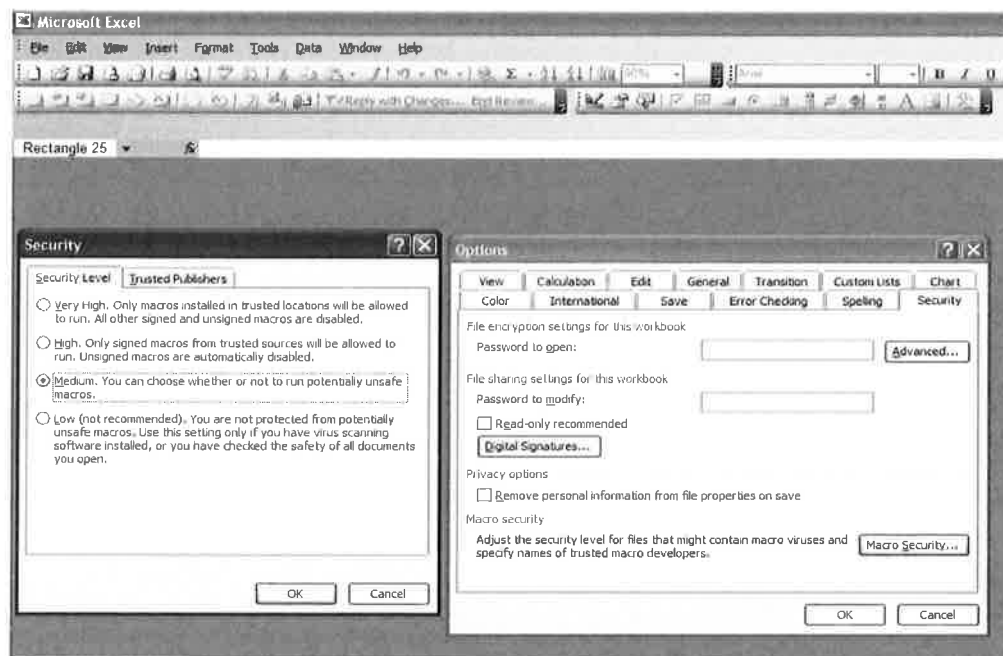 Microsoft Excel
File Edit View Insert Format Tools Data Window Help
Reply with Changes... End Review...
B I U
Rectangle 25 fx
Security
Security Level Trusted Publishers
Very High. Only macros installed in trusted locations will be allowed
to run. All other signed and unsigned macros are disabled.
High. Only signed macros from trusted sources will be allowed to
run. Unsigned macros are automatically disabled.
Medium. You can choose whether or not to run potentially unsafe
macros.
Low (not recommended). You are not protected from potentially
unsafe macros. Use this setting only if you have virus scanning
software installed, or you have checked the safety of all documents
you open.
OK Cancel
Options
View Calculation Edit General Transition Custom Lists Chart
Color International Save Error Checking Spelling Security
File encryption settings for this workbook
Password to open: Advanced...
File sharing settings for this workbook
Password to modify:
Read-only recommended
Digital Signatures...
Privacy options
Remove personal information from file properties on save
Macro security
Adjust the security level for files that might contain macro viruses and
specify names of trusted macro developers.
Macro Security...
OK Cancel